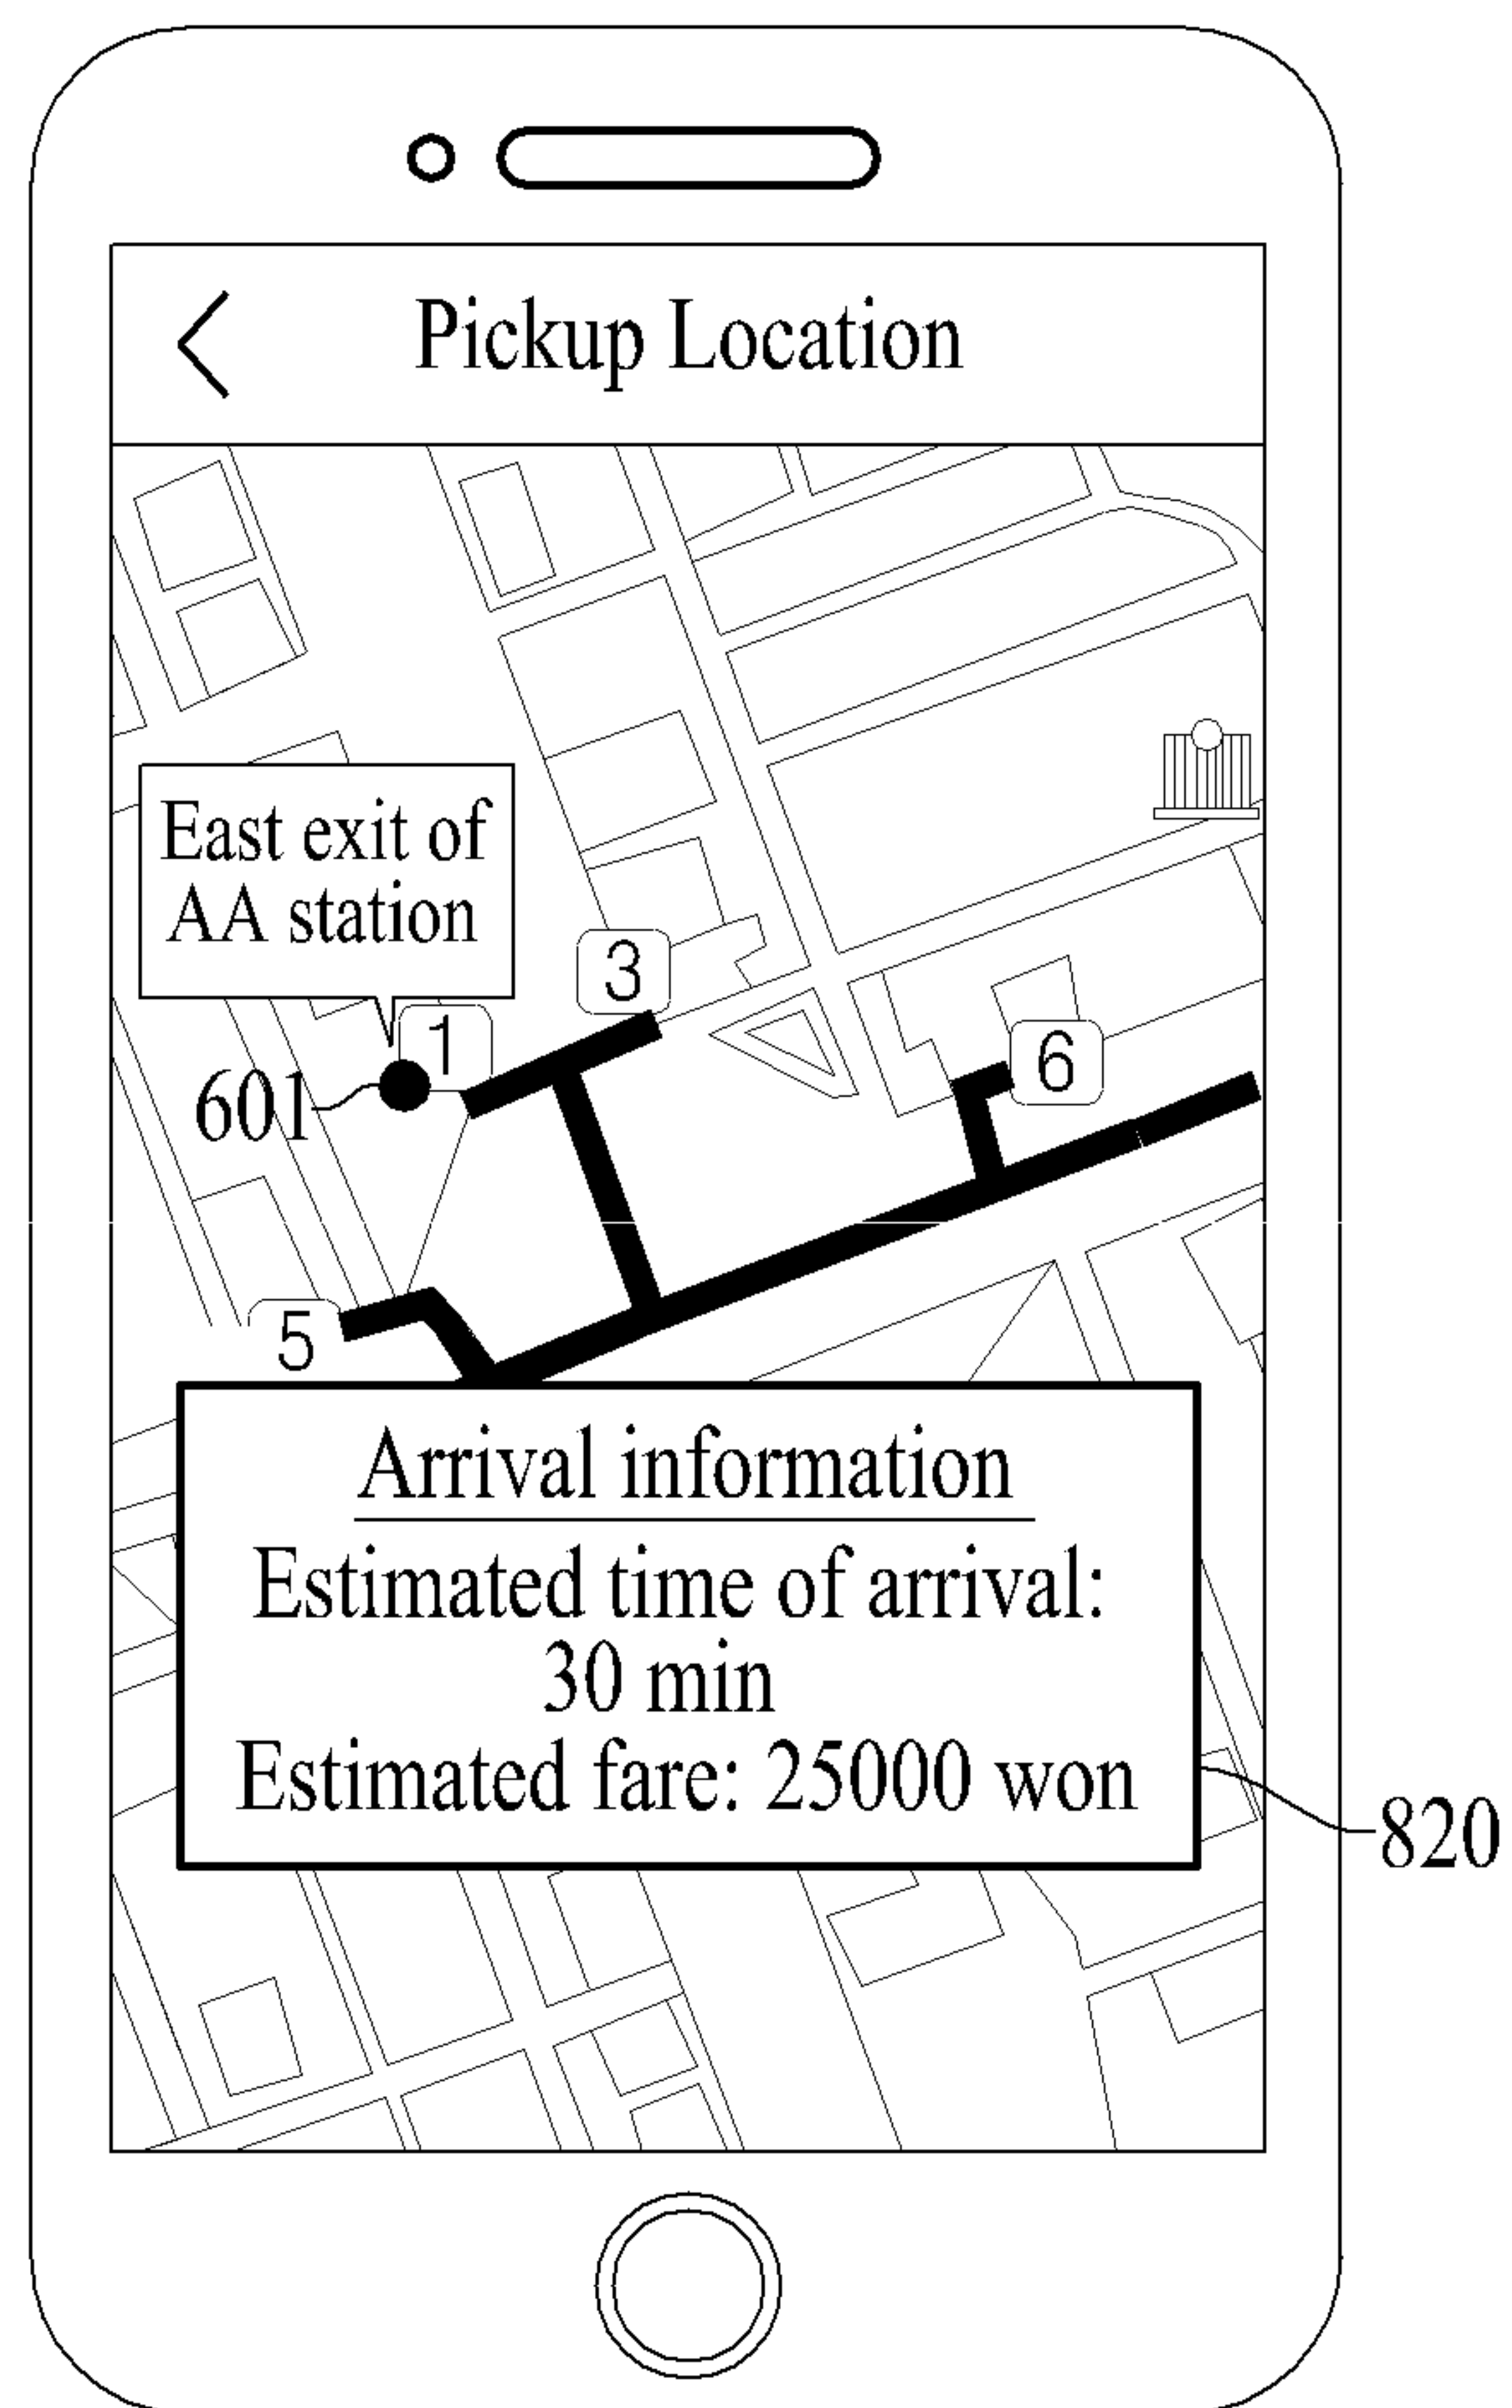 Pickup Location
East exit of
AA station
3
1
6
601
5
Arrival information
Estimated time of arrival:
30 min
Estimated fare: 25000 won
820